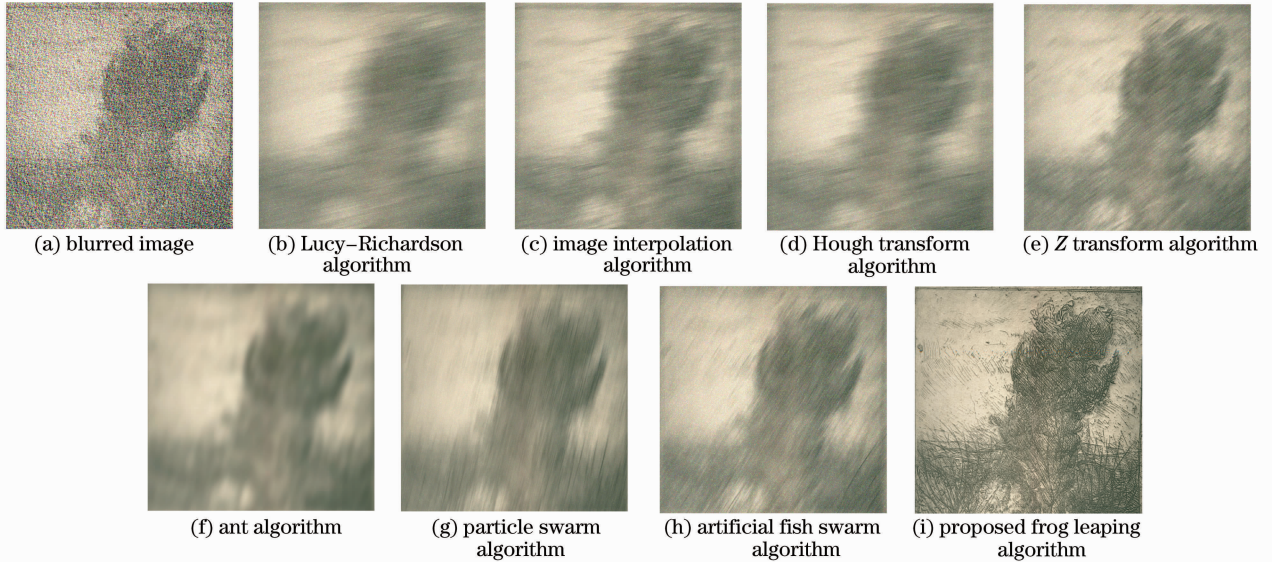 (a) blurred image
(b) Lucy–Richardson
algorithm
(c) image interpolation
algorithm
(d) Hough transform
algorithm
(e) Z transform algorithm
(f) ant algorithm
(g) particle swarm
algorithm
(h) artificial fish swarm
algorithm
(i) proposed frog leaping
algorithm